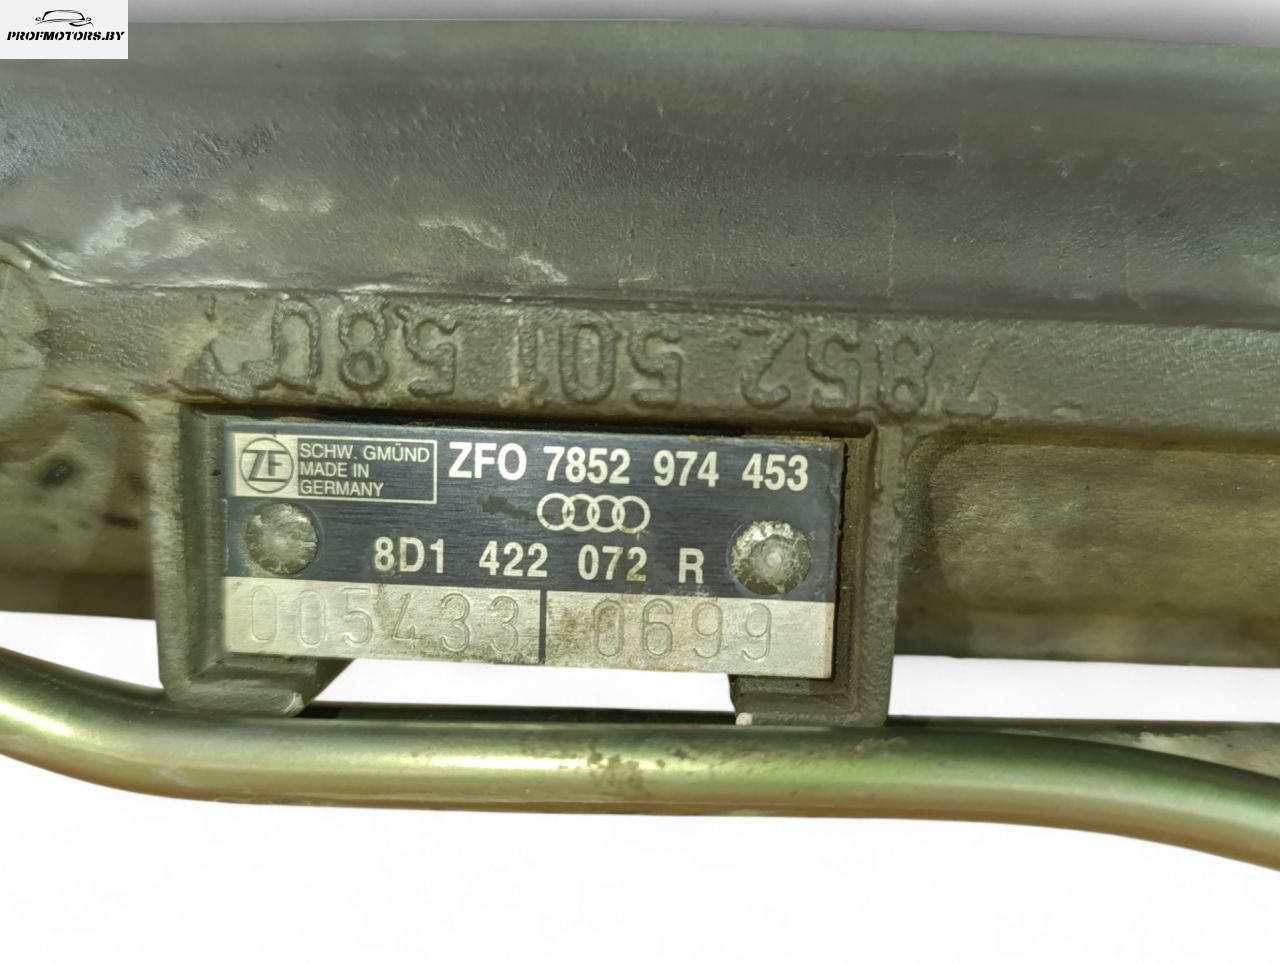 PROFMOTORS.BY
7852 501 580
ZF
SCHW. GMÜND
MADE IN
GERMANY
ZFO 7852 974 453
8D1 422 072 R
005433 0699